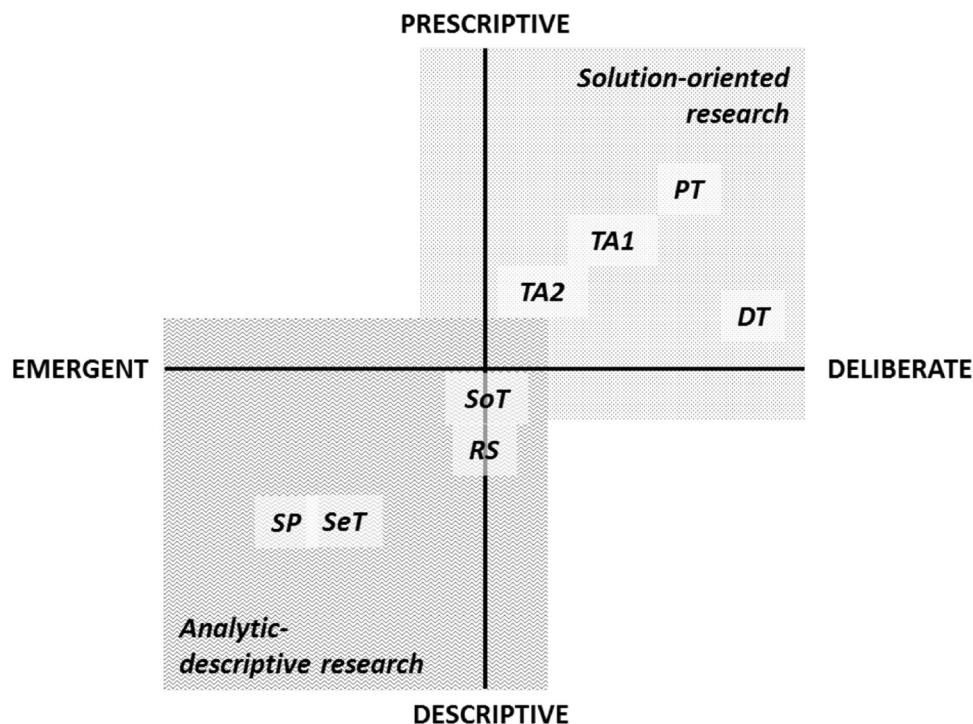 PRESCRIPTIVE
Solution-oriented
research
PT
TA1
TA2
DT
EMERGENT
DELIBERATE
SoT
RS
SP
SeT
Analytic-
descriptive research
DESCRIPTIVE